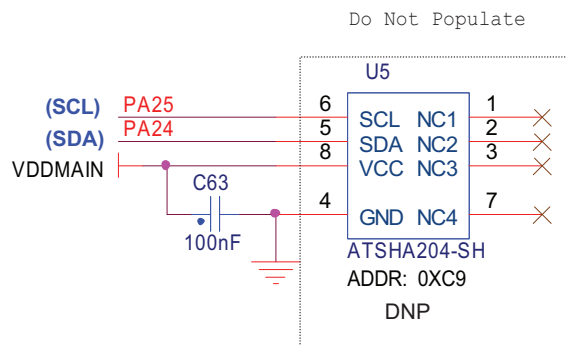 Do Not Populate
U5
(SCL) PA25 6 SCL NC1 1
(SDA) PA24 5 SDA NC2 2
VDDMAIN 8 VCC NC3 3
C63
4 GND NC4 7
100nF
ATSHA204-SH
ADDR: 0XC9
DNP